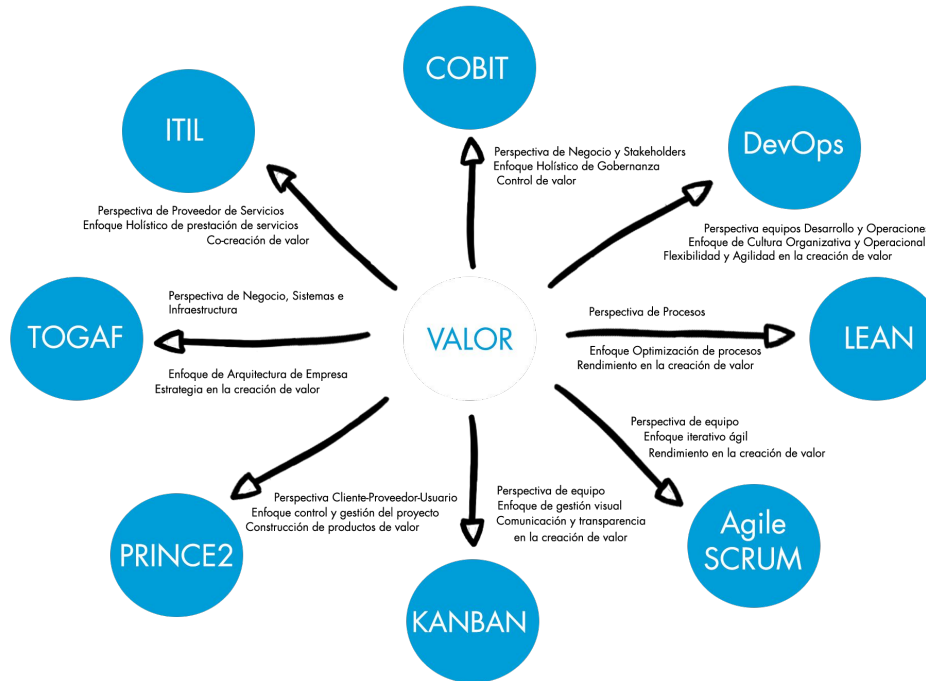 COBIT
Perspectiva de Negocio y Stakeholders
Enfoque Holístico de Gobernanza
Control de valor
DevOps
Perspectiva equipos Desarrollo y Operaciones
Enfoque de Cultura Organizativa y Operacional
Flexibilidad y Agilidad en la creación de valor
LEAN
Perspectiva de Procesos
Enfoque Optimización de procesos
Rendimiento en la creación de valor
Agile
SCRUM
Perspectiva de equipo
Enfoque iterativo ágil
Rendimiento en la creación de valor
KANBAN
Perspectiva de equipo
Enfoque de gestión visual
Comunicación y transparencia
en la creación de valor
PRINCE2
Perspectiva Cliente-Proveedor-Usuario
Enfoque control y gestión del proyecto
Construcción de productos de valor
TOGAF
Perspectiva de Negocio, Sistemas e
Infraestructura
Enfoque de Arquitectura de Empresa
Estrategia en la creación de valor
ITIL
Perspectiva de Proveedor de Servicios
Enfoque Holístico de prestación de servicios
Co-creación de valor
VALOR